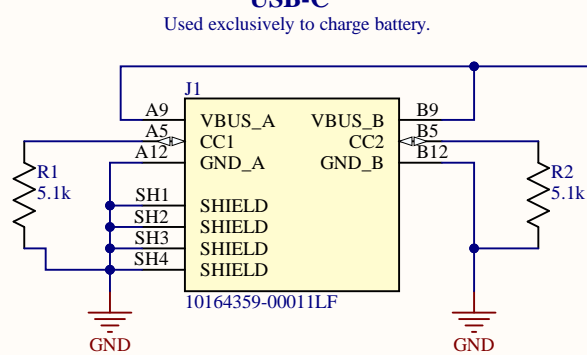 USB-C
Used exclusively to charge battery.
J1
A9 VBUS_A VBUS_B B9
A5 CC1 CC2 B5
A12 GND_A GND_B B12
R1
5.1k
R2
5.1k
SH1 SHIELD
SH2 SHIELD
SH3 SHIELD
SH4 SHIELD
10164359-00011LF
GND
GND